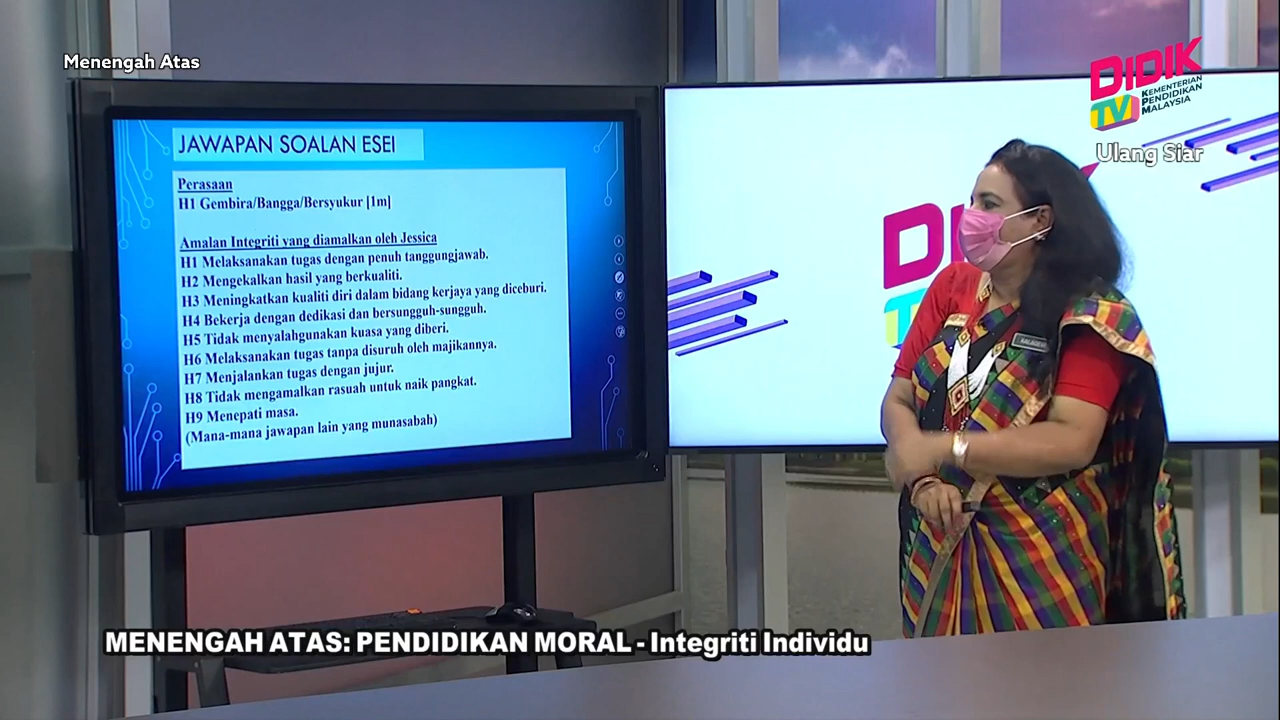 Menengah Atas
DIDIK
TV
KEMENTERIAN
PENDIDIKAN
MALAYSIA
Ulang Siar
JAWAPAN SOALAN ESEI
Perasaan
H1 Gembira/Bangga/Bersyukur [1m]
Amalan Integriti yang diamalkan oleh Jessica
H1 Melaksanakan tugas dengan penuh tanggungjawab.
H2 Mengekalkan hasil yang berkualiti.
H3 Meningkatkan kualiti diri dalam bidang kerjaya yang diceburi.
H4 Bekerja dengan dedikasi dan bersungguh-sungguh.
H5 Tidak menyalahgunakan kuasa yang diberi.
H6 Melaksanakan tugas tanpa disuruh oleh majikannya.
H7 Menjalankan tugas dengan jujur.
H8 Tidak mengamalkan rasuah untuk naik pangkat.
H9 Menepati masa.
(Mana-mana jawapan lain yang munasabah)
MENENGAH ATAS: PENDIDIKAN MORAL - Integriti Individu